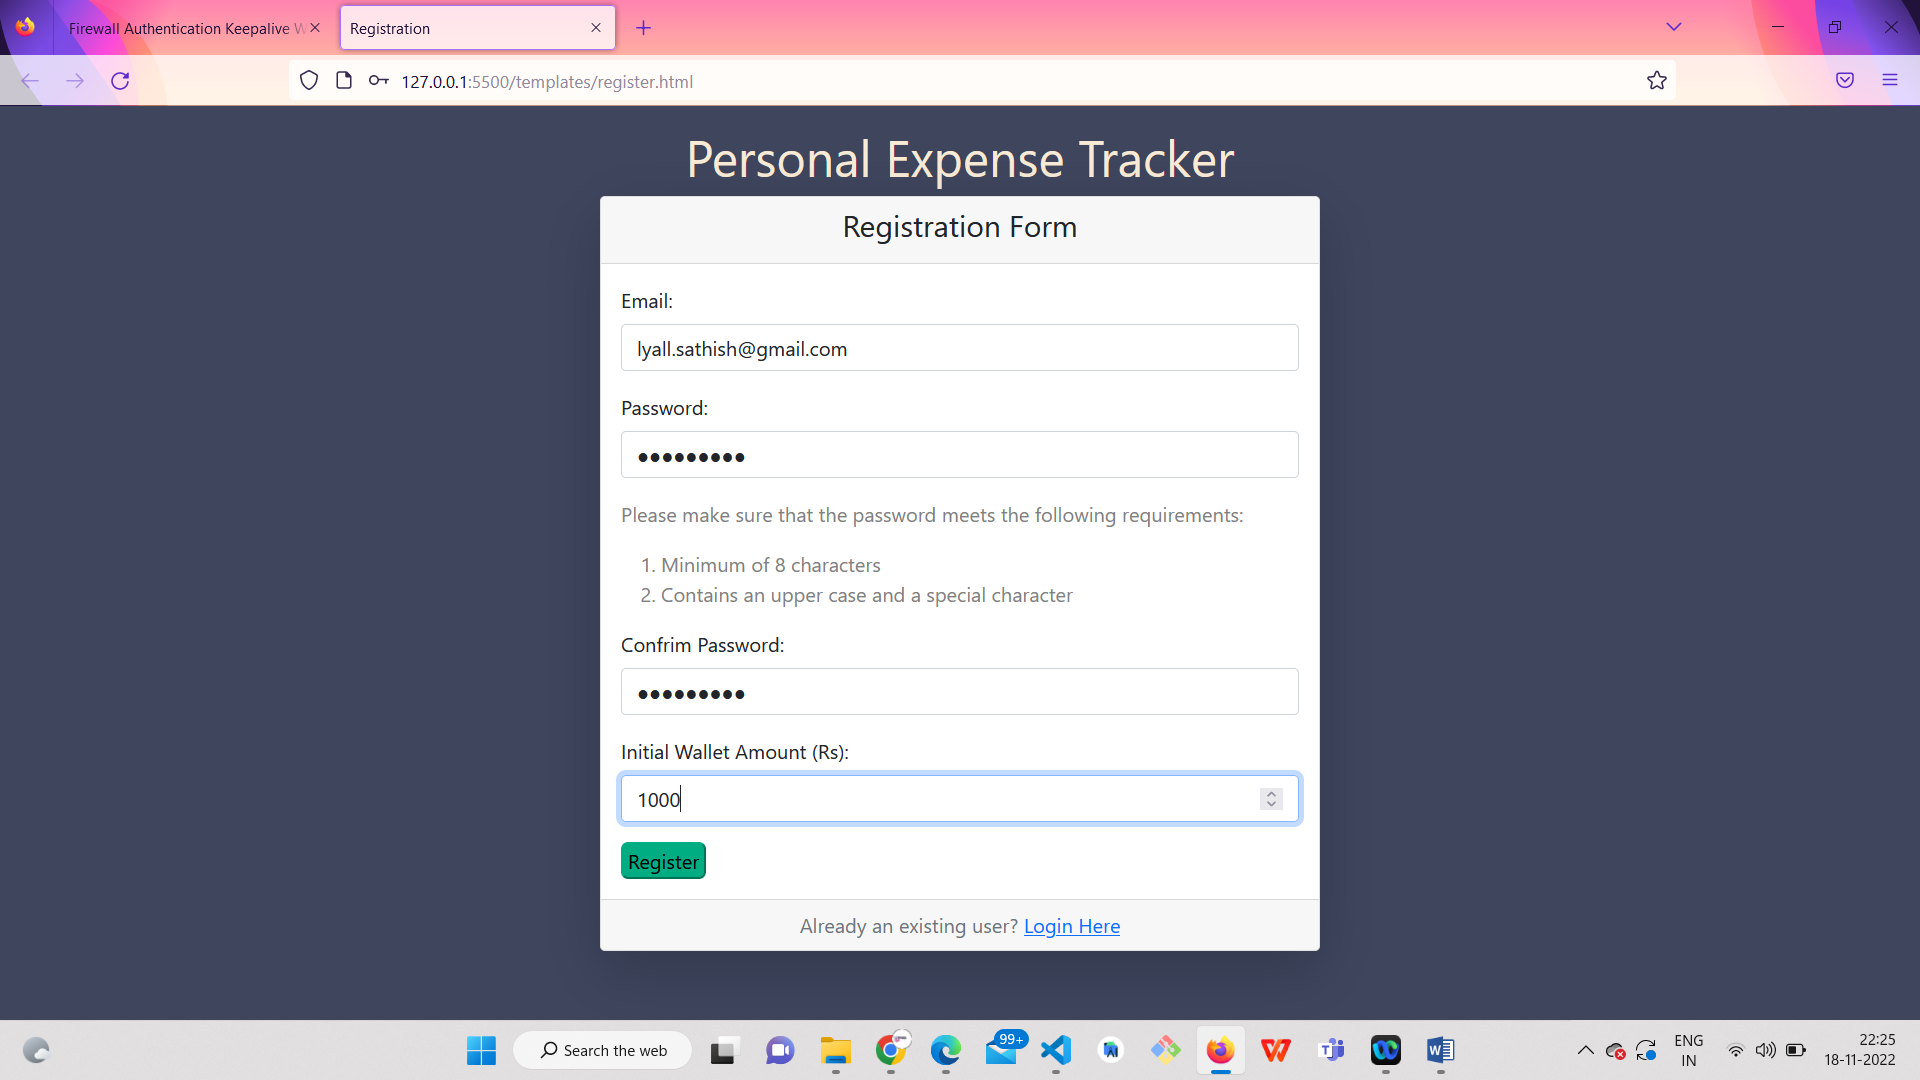 Firewall Authentication Keepalive W
Registration
127.0.0.1:5500/templates/register.html
Personal Expense Tracker
Registration Form
Email:
lyall.sathish@gmail.com
Password:
Please make sure that the password meets the following requirements:
1. Minimum of 8 characters
2. Contains an upper case and a special character
Confrim Password:
Initial Wallet Amount (Rs):
1000
Register
Already an existing user? Login Here
Search the web
99+
ENG
IN
22:25
18-11-2022